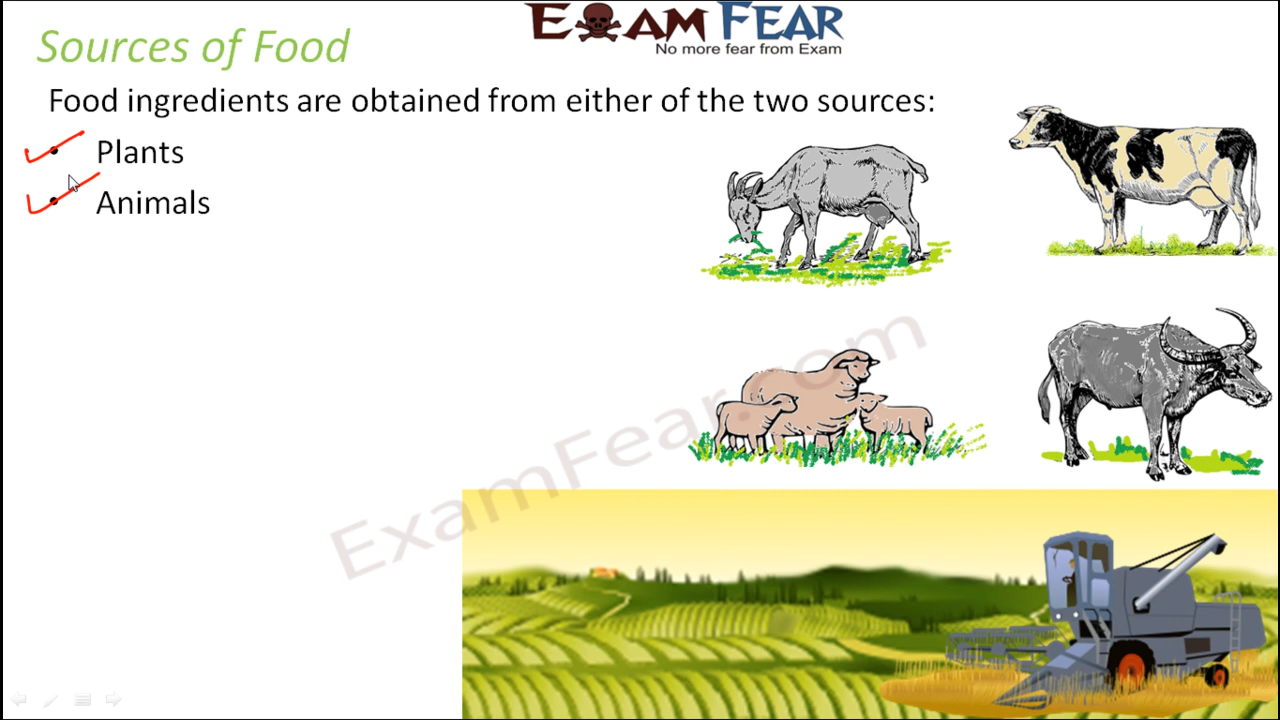 Sources of Food
EXAM FEAR
No more fear from Exam
Food ingredients are obtained from either of the two sources:
• Plants
• Animals
ExamFear.com